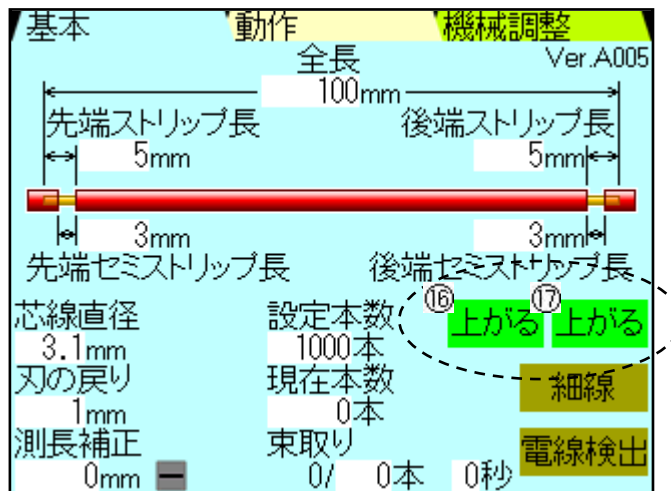 基本 動作 機械調整
全長 Ver.A005
100mm
先端ストリップ長 後端ストリップ長
5mm 5mm
3mm 3mm
先端セミストリップ長 後端セミストリップ長
⑯ ⑰
芯線直径 設定本数 上がる 上がる
3.1mm 1000本
刃の戻り 現在本数 細線
1mm 0本
測長補正 束取り 電線検出
0mm − 0/ 0本 0秒